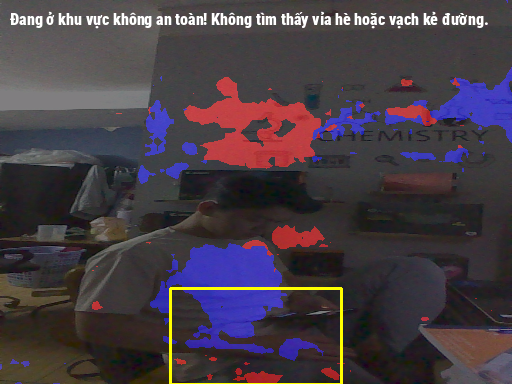 Đang ở khu vực không an toàn! Không tìm thấy vỉa hè hoặc vạch kẻ đường.
CHEMISTRY